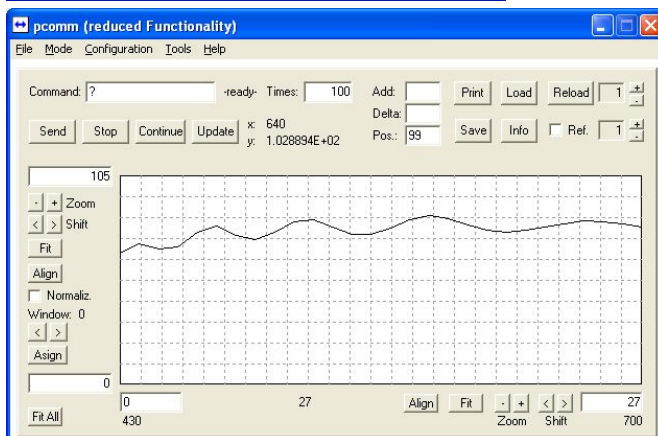 pcomm (reduced Functionality)
File Mode Configuration Tools Help
Command: ? -ready- Times: 100 Add: Print Load Reload 1 + -
Delta:
Send Stop Continue Update x: 640 y: 1.028894E+02 Pos.: 99 Save Info Ref. 1 + -
105
- + Zoom
< > Shift
Fit
Align
Normaliz.
Window: 0
< >
Asign
0
Fit All
0 27 Align Fit - + < > 27
430 Zoom Shift 700